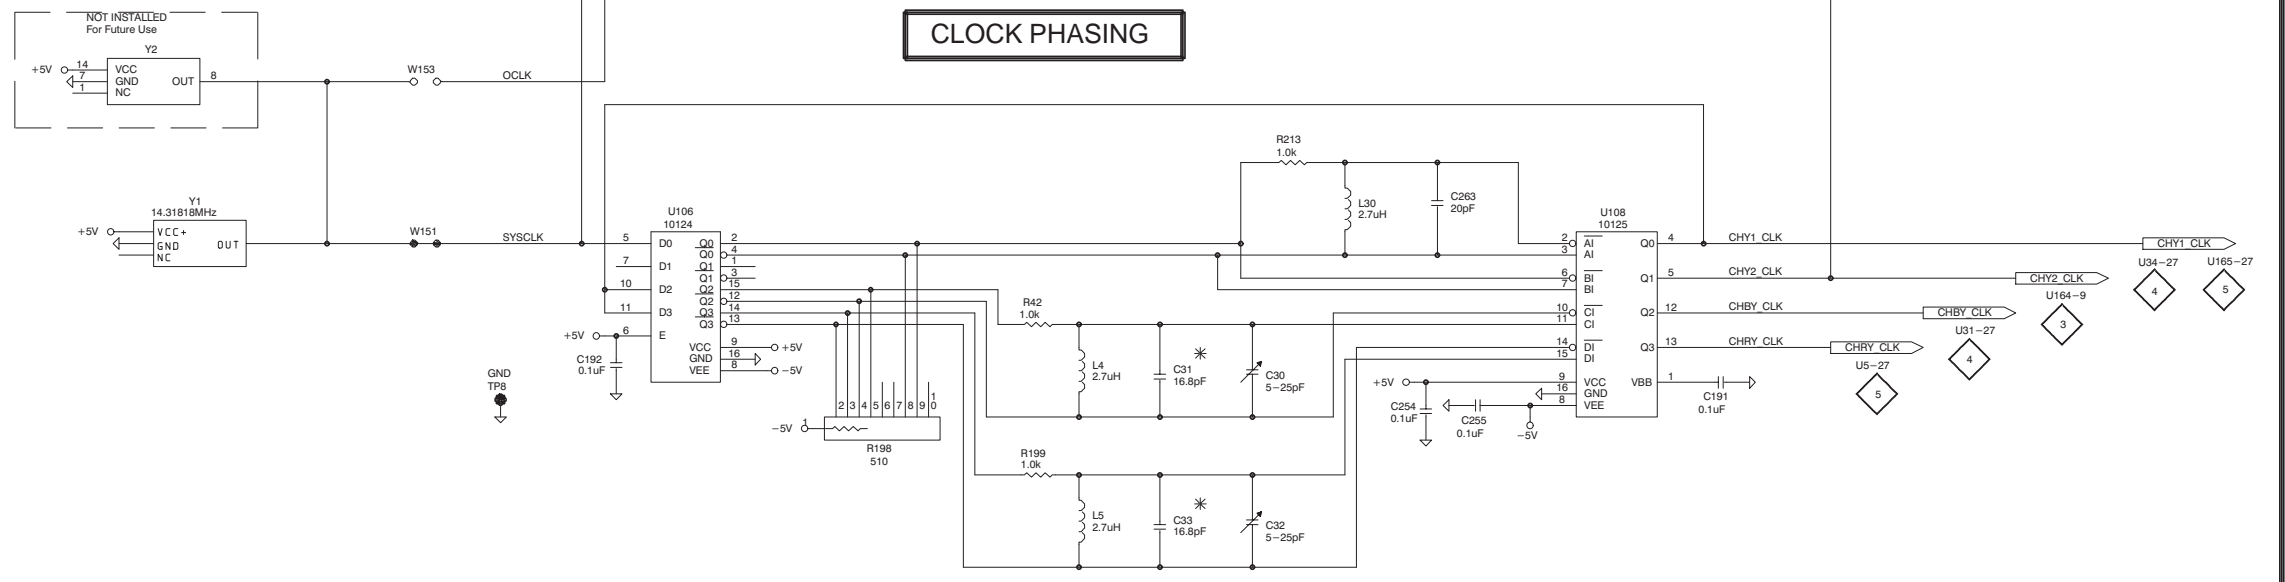 NOT INSTALLED
For Future Use
Y2
+5V
14
7
1
VCC
GND
NC
OUT
8
W153
OCLK
CLOCK PHASING
Y1
14.31818MHz
+5V
VCC+
GND
NC
OUT
W151
SYSCLK
U106
10124
5
7
10
11
6
D0
D1
D2
D3
E
Q0
Q0
Q1
Q1
Q2
Q2
Q3
Q3
VCC
GND
VEE
2
4
1
3
15
12
14
13
9
16
8
+5V
-5V
+5V
C192
0.1uF
GND
TP8
-5V
1
2
3
4
5
6
7
8
9
10
R198
510
R213
1.0k
L30
2.7uH
C263
20pF
R42
1.0k
L4
2.7uH
C31
16.8pF
*
C30
5-25pF
R199
1.0k
L5
2.7uH
C33
16.8pF
*
C32
5-25pF
U108
10125
2
3
6
7
10
11
14
15
9
16
8
AI
AI
BI
BI
CI
CI
DI
DI
VCC
GND
VEE
Q0
Q1
Q2
Q3
VBB
4
5
12
13
1
+5V
C254
0.1uF
C255
0.1uF
-5V
C191
0.1uF
CHY1_CLK
CHY2_CLK
CHBY_CLK
CHRY_CLK
CHY1_CLK
U34-27
4
U165-27
5
CHY2_CLK
U164-9
3
CHBY_CLK
U31-27
4
CHRY_CLK
U5-27
5